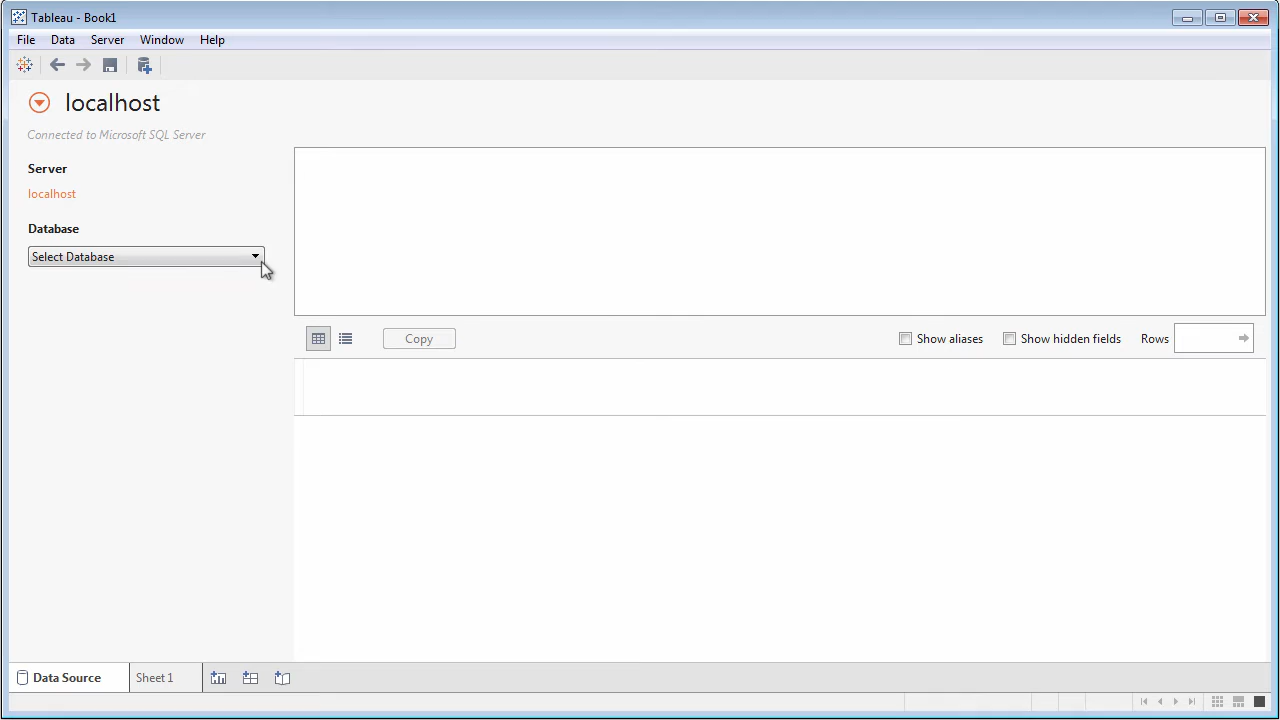 Tableau - Book1
File Data Server Window Help
localhost
Connected to Microsoft SQL Server
Server
localhost
Database
Select Database
Copy Show aliases Show hidden fields Rows
Data Source Sheet 1